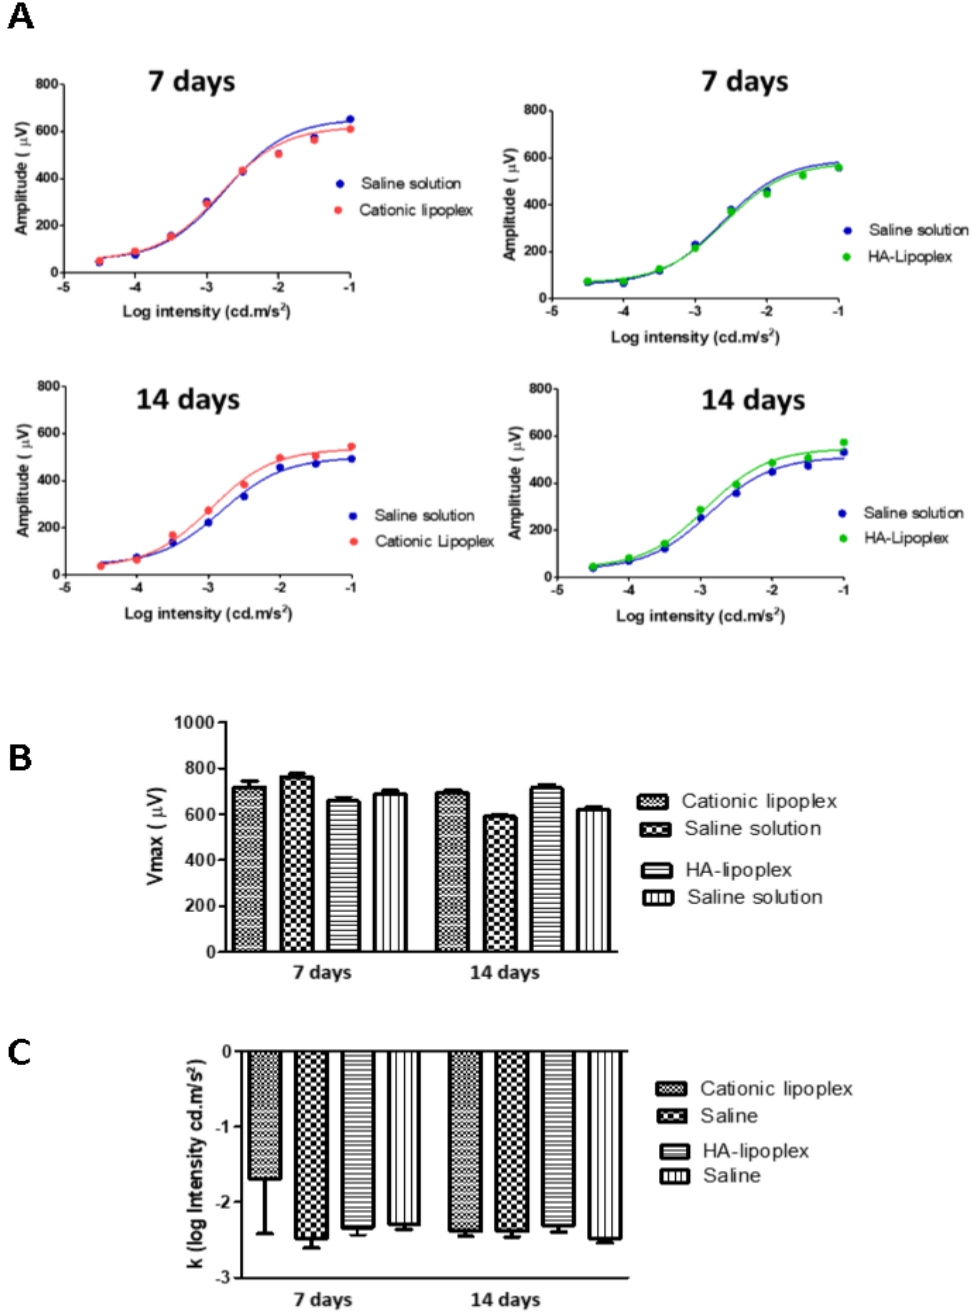 A
7 days
800
600
400
200
0
Amplitude ( μV)
-5 -4 -3 -2 -1
Log intensity (cd.m/s²)
Saline solution
Cationic lipoplex
7 days
800
600
400
200
0
Amplitude ( μV)
-5 -4 -3 -2 -1
Log intensity (cd.m/s²)
Saline solution
HA-Lipoplex
14 days
800
600
400
200
0
Amplitude ( μV)
-5 -4 -3 -2 -1
Log intensity (cd.m/s²)
Saline solution
Cationic Lipoplex
14 days
800
600
400
200
0
Amplitude ( μV)
-5 -4 -3 -2 -1
Log intensity (cd.m/s²)
Saline solution
HA-Lipoplex
B
1000
800
600
400
200
0
Vmax ( μV)
7 days 14 days
Cationic lipoplex
Saline solution
HA-lipoplex
Saline solution
C
0
-1
-2
-3
k (log Intensity cd.m/s²)
7 days 14 days
Cationic lipoplex
Saline
HA-lipoplex
Saline